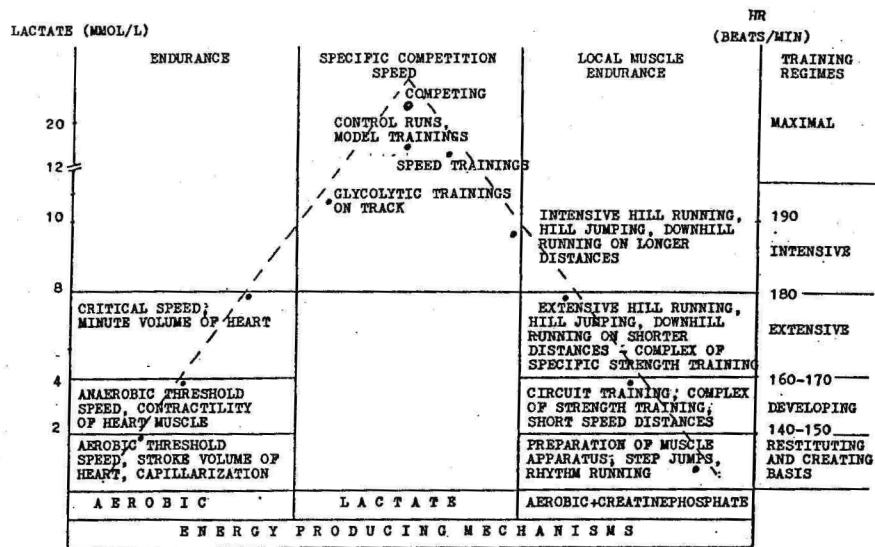 LACTATE (MMOL/L)
HR
(BEATS/MIN)
ENDURANCE
SPECIFIC COMPETITION
SPEED
LOCAL MUSCLE
ENDURANCE
TRAINING
REGIMES
COMPETING
20
CONTROL RUNS,
MODEL TRAININGS
MAXIMAL
12
SPEED TRAININGS
GLYCOLYTIC TRAININGS
ON TRACK
10
INTENSIVE HILL RUNNING,
HILL JUMPING, DOWNHILL
RUNNING ON LONGER
DISTANCES
190
INTENSIVE
8
180
CRITICAL SPEED;
MINUTE VOLUME OF HEART
EXTENSIVE HILL RUNNING,
HILL JUMPING, DOWNHILL
RUNNING ON SHORTER
DISTANCES - COMPLEX OF
SPECIFIC STRENGTH TRAINING
EXTENSIVE
4
160-170
ANAEROBIC THRESHOLD
SPEED, CONTRACTILITY
OF HEART MUSCLE
CIRCUIT TRAINING; COMPLEX
OF STRENGTH TRAINING;
SHORT SPEED DISTANCES
DEVELOPING
2
140-150
AEROBIC THRESHOLD
SPEED, STROKE VOLUME OF
HEART, CAPILLARIZATION
PREPARATION OF MUSCLE
APPARATUS; STEP JUMPS,
RHYTHM RUNNING
RESTITUTING
AND CREATING
BASIS
AEROBIC
LACTATE
AEROBIC+CREATINEPHOSPHATE
ENERGY PRODUCING MECHANISMS